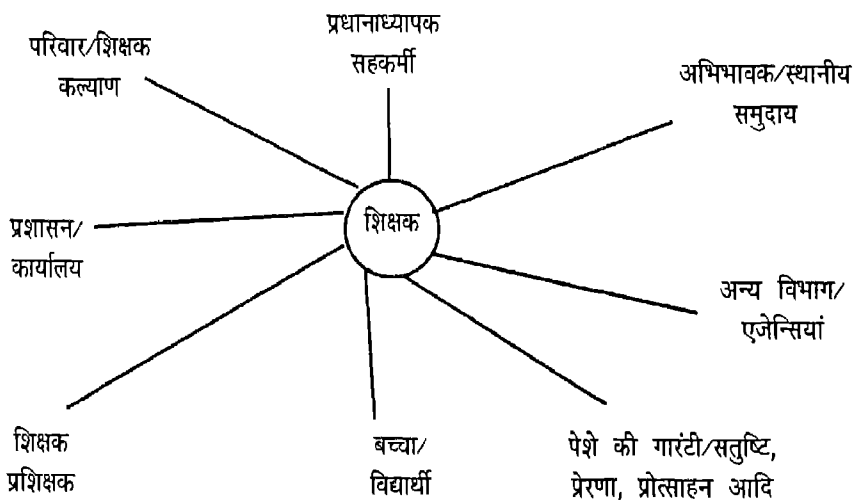 प्रधानाध्यापक
सहकर्मी
परिवार/शिक्षक
कल्याण
अभिभावक/स्थानीय
समुदाय
शिक्षक
प्रशासन/
कार्यालय
अन्य विभाग/
एजेन्सियां
शिक्षक
प्रशिक्षक
बच्चा/
विद्यार्थी
पेशे की गारंटी/सतुष्टि,
प्रेरणा, प्रोत्साहन आदि